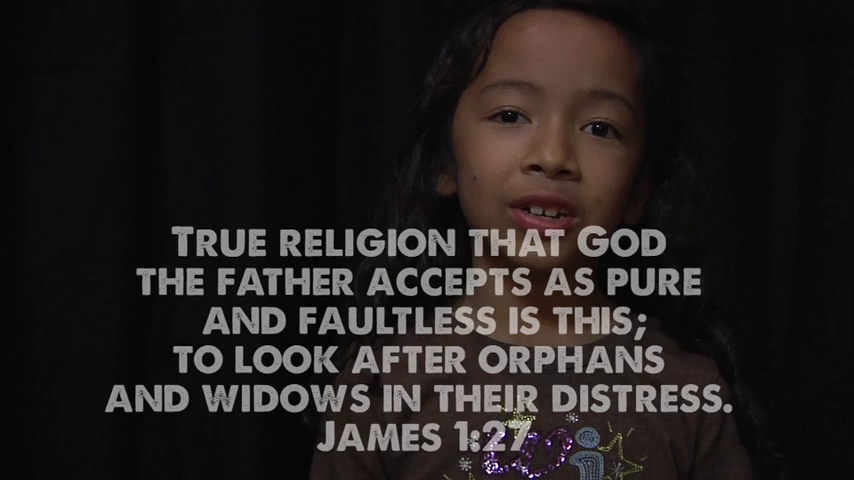 True religion that God
the Father accepts as pure
and faultless is this;
to look after orphans
and widows in their distress.
James 1:27